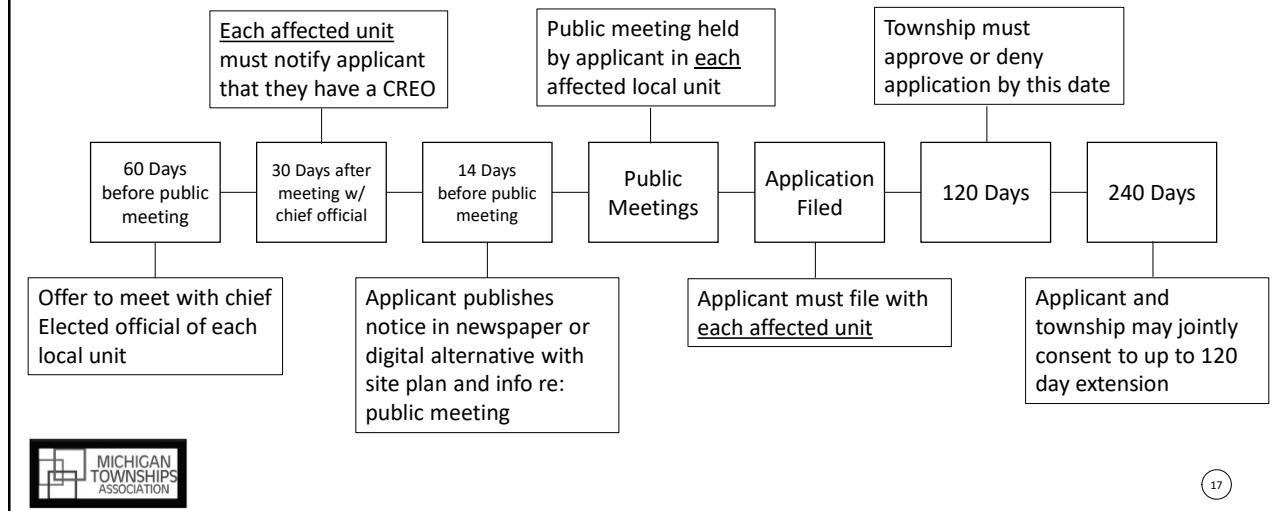 Each affected unit
must notify applicant
that they have a CREO
Public meeting held
by applicant in each
affected local unit
Township must
approve or deny
application by this date
60 Days
before public
meeting
30 Days after
meeting w/
chief official
14 Days
before public
meeting
Public
Meetings
Application
Filed
120 Days
240 Days
Offer to meet with chief
Elected official of each
local unit
Applicant publishes
notice in newspaper or
digital alternative with
site plan and info re:
public meeting
Applicant must file with
each affected unit
Applicant and
township may jointly
consent to up to 120
day extension
MICHIGAN
TOWNSHIPS
ASSOCIATION
17